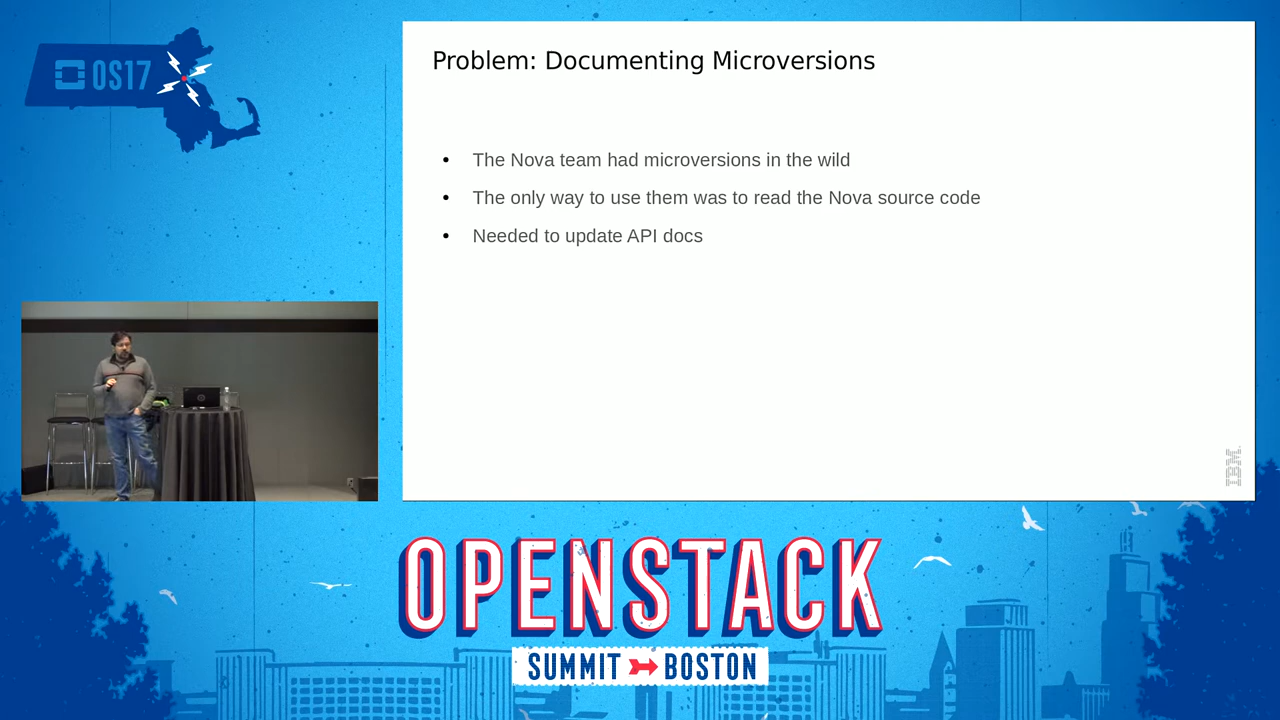 OS17
Problem: Documenting Microversions
• The Nova team had microversions in the wild
• The only way to use them was to read the Nova source code
• Needed to update API docs
IBM
OPENSTACK
SUMMIT BOSTON